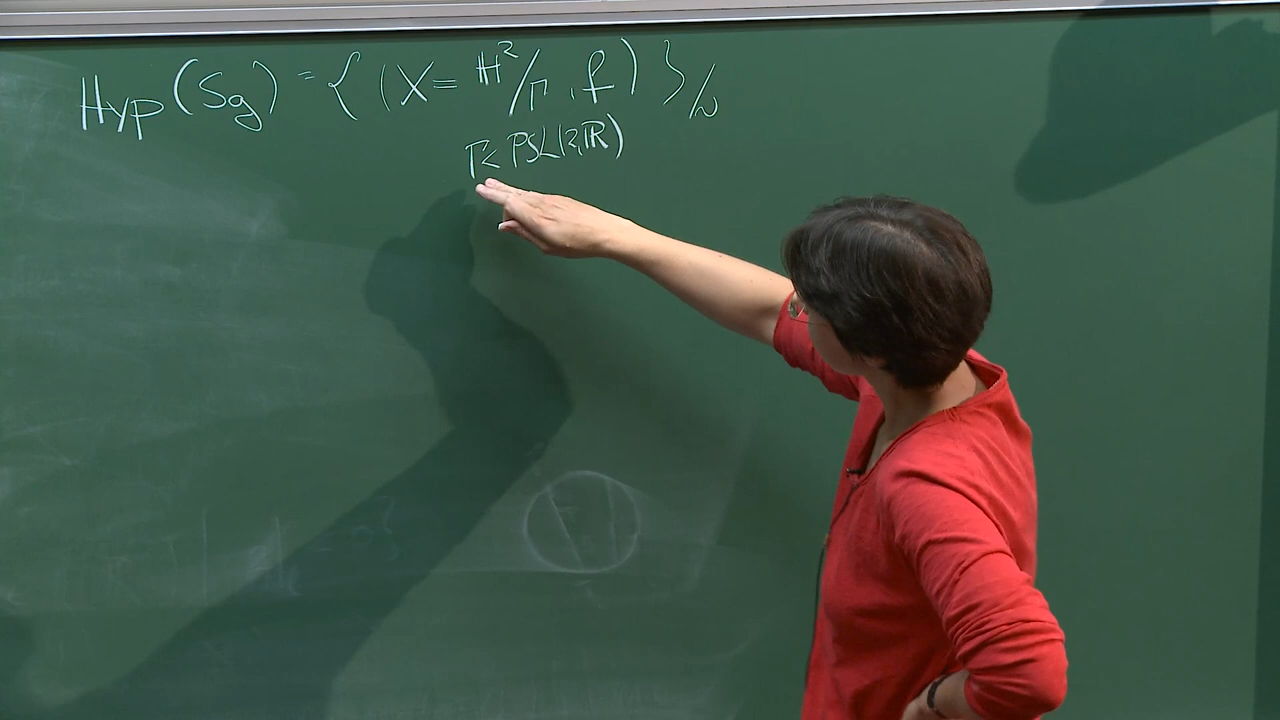 Hyp(Sg) = { (X = ℍ²/Γ , f) }/~
Γ < PSL(2,ℝ)